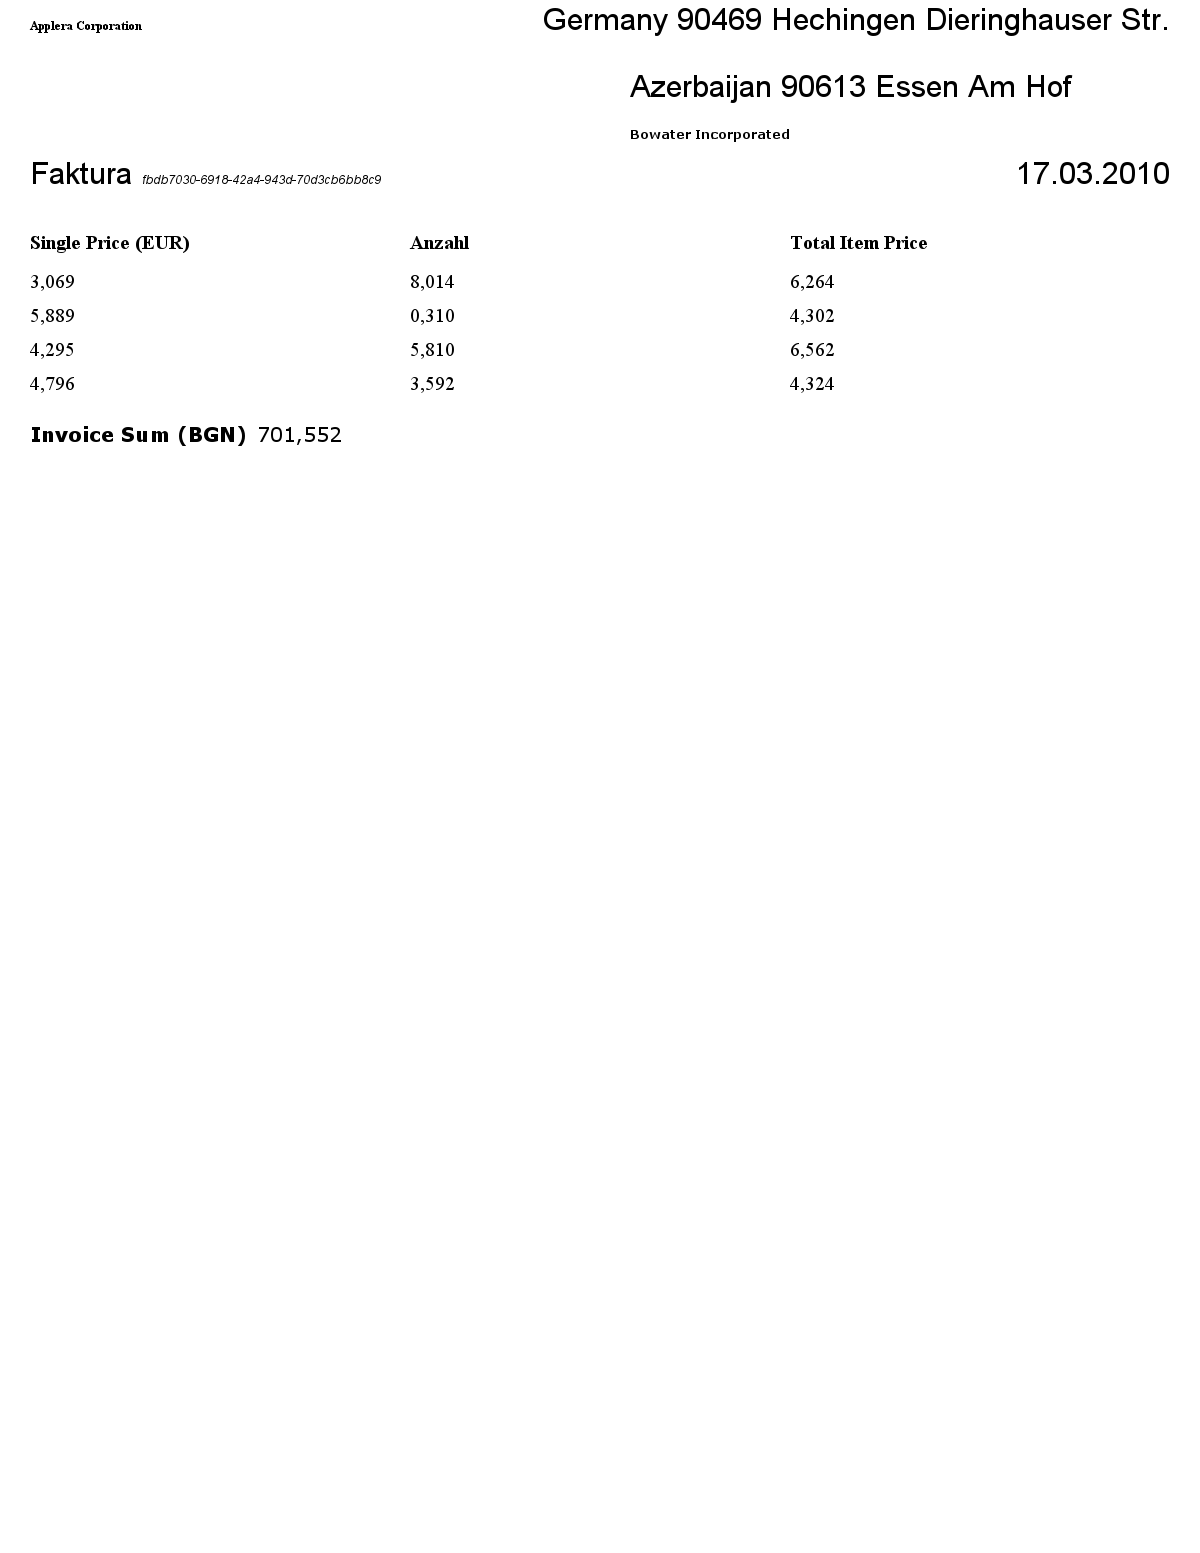 Applera Corporation Germany 90469 Hechingen Dieringhauser Str.
Azerbaijan 90613 Essen Am Hof
Bowater Incorporated
Faktura fbdb7030-6918-42a4-943d-70d3cb6bb8c9 17.03.2010
Single Price (EUR) Anzahl Total Item Price
3,069 8,014 6,264
5,889 0,310 4,302
4,295 5,810 6,562
4,796 3,592 4,324
Invoice Sum (BGN) 701,552